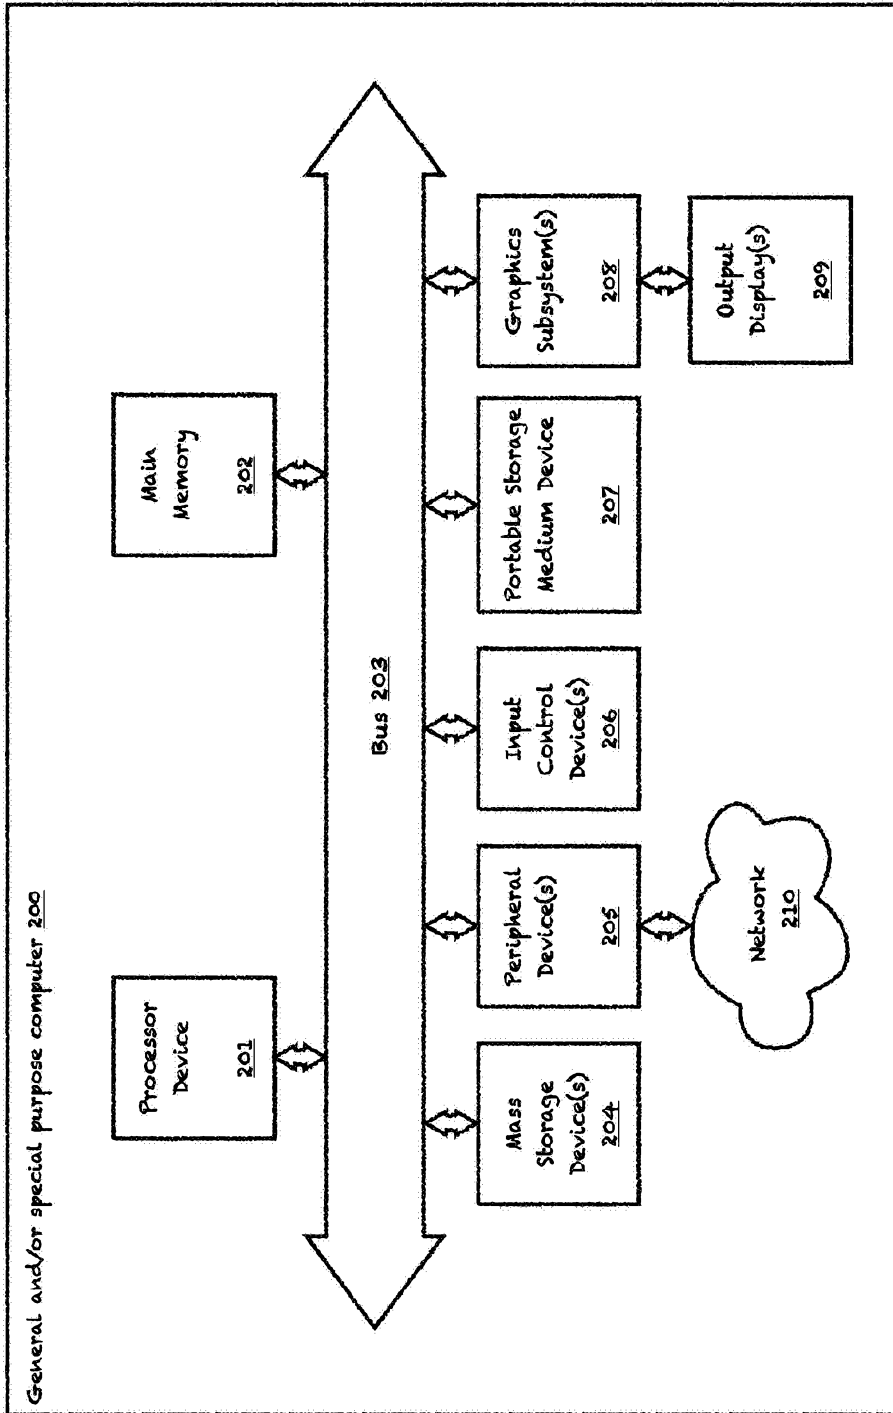 General and/or special purpose computer 200
Processor
Device
201
Main
Memory
202
Bus 203
Mass
Storage
Device(s)
204
Peripheral
Device(s)
205
Input
Control
Device(s)
206
Portable Storage
Medium Device
207
Graphics
Subsystem(s)
208
Network
210
Output
Display(s)
209